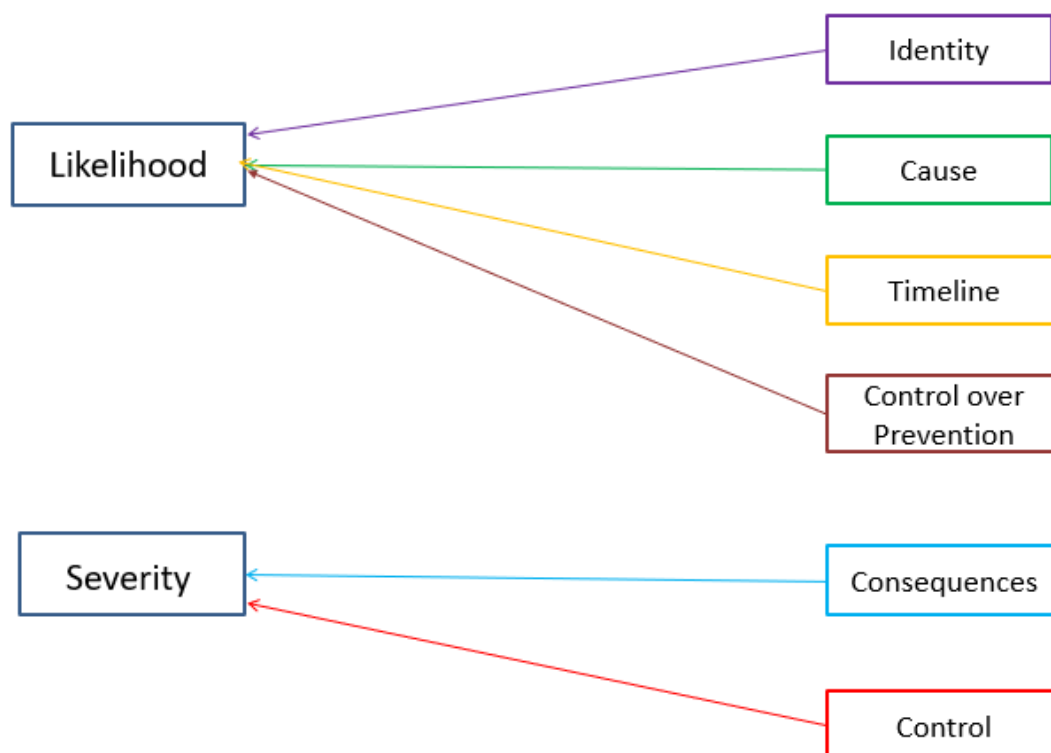 Identity
Likelihood
Cause
Timeline
Control over
Prevention
Severity
Consequences
Control